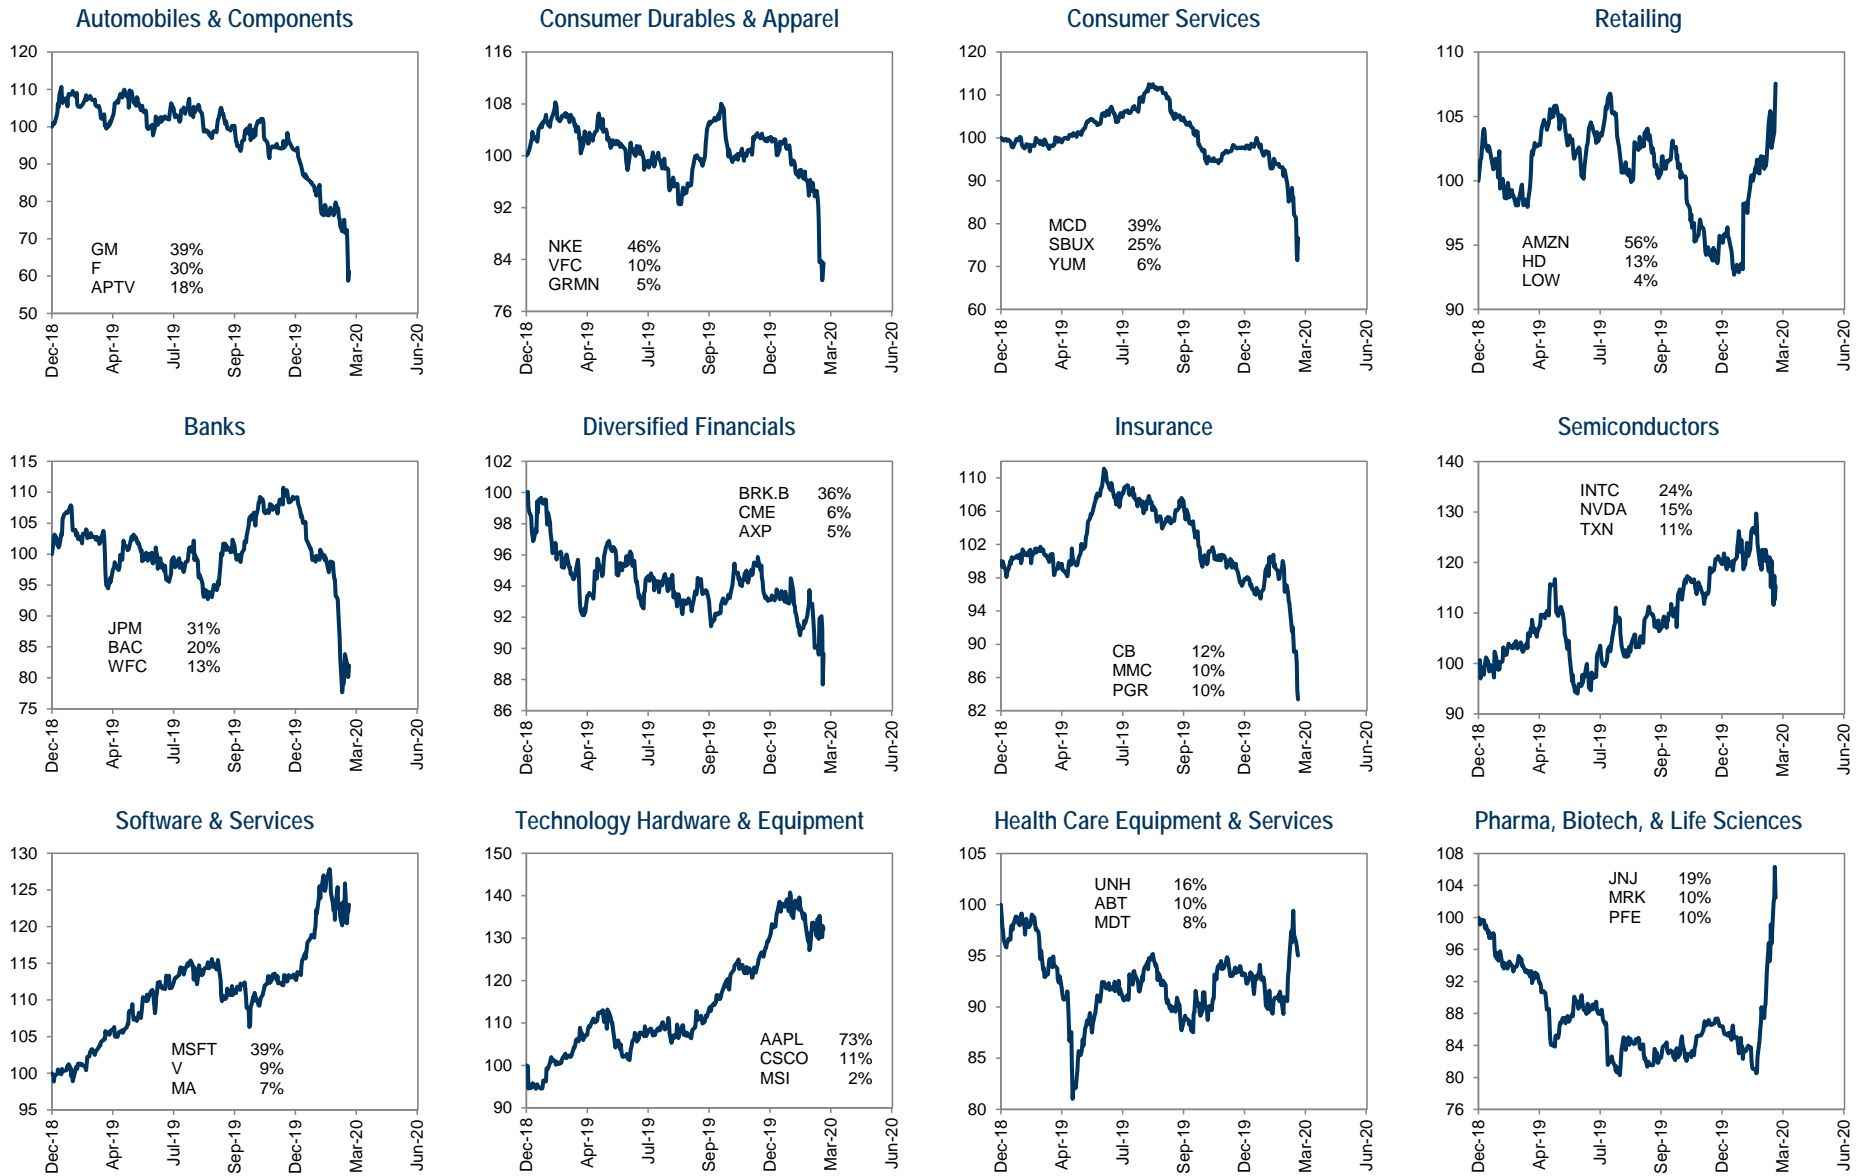 Automobiles & Components
120
110
100
90
80
70
60
50
GM 39%
F 30%
APTV 18%
Dec-18
Apr-19
Jul-19
Sep-19
Dec-19
Mar-20
Jun-20
Consumer Durables & Apparel
116
108
100
92
84
76
NKE 46%
VFC 10%
GRMN 5%
Dec-18
Apr-19
Jul-19
Sep-19
Dec-19
Mar-20
Jun-20
Consumer Services
120
110
100
90
80
70
60
MCD 39%
SBUX 25%
YUM 6%
Dec-18
Apr-19
Jul-19
Sep-19
Dec-19
Mar-20
Jun-20
Retailing
110
105
100
95
90
AMZN 56%
HD 13%
LOW 4%
Dec-18
Apr-19
Jul-19
Sep-19
Dec-19
Mar-20
Jun-20
Banks
115
110
105
100
95
90
85
80
75
JPM 31%
BAC 20%
WFC 13%
Dec-18
Apr-19
Jul-19
Sep-19
Dec-19
Mar-20
Jun-20
Diversified Financials
102
100
98
96
94
92
90
88
86
BRK.B 36%
CME 6%
AXP 5%
Dec-18
Apr-19
Jul-19
Sep-19
Dec-19
Mar-20
Jun-20
Insurance
110
106
102
98
94
90
86
82
CB 12%
MMC 10%
PGR 10%
Dec-18
Apr-19
Jul-19
Sep-19
Dec-19
Mar-20
Jun-20
Semiconductors
140
130
120
110
100
90
INTC 24%
NVDA 15%
TXN 11%
Dec-18
Apr-19
Jul-19
Sep-19
Dec-19
Mar-20
Jun-20
Software & Services
130
125
120
115
110
105
100
95
MSFT 39%
V 9%
MA 7%
Dec-18
Apr-19
Jul-19
Sep-19
Dec-19
Mar-20
Jun-20
Technology Hardware & Equipment
150
140
130
120
110
100
90
AAPL 73%
CSCO 11%
MSI 2%
Dec-18
Apr-19
Jul-19
Sep-19
Dec-19
Mar-20
Jun-20
Health Care Equipment & Services
105
100
95
90
85
80
UNH 16%
ABT 10%
MDT 8%
Dec-18
Apr-19
Jul-19
Sep-19
Dec-19
Mar-20
Jun-20
Pharma, Biotech, & Life Sciences
108
104
100
96
92
88
84
80
76
JNJ 19%
MRK 10%
PFE 10%
Dec-18
Apr-19
Jul-19
Sep-19
Dec-19
Mar-20
Jun-20